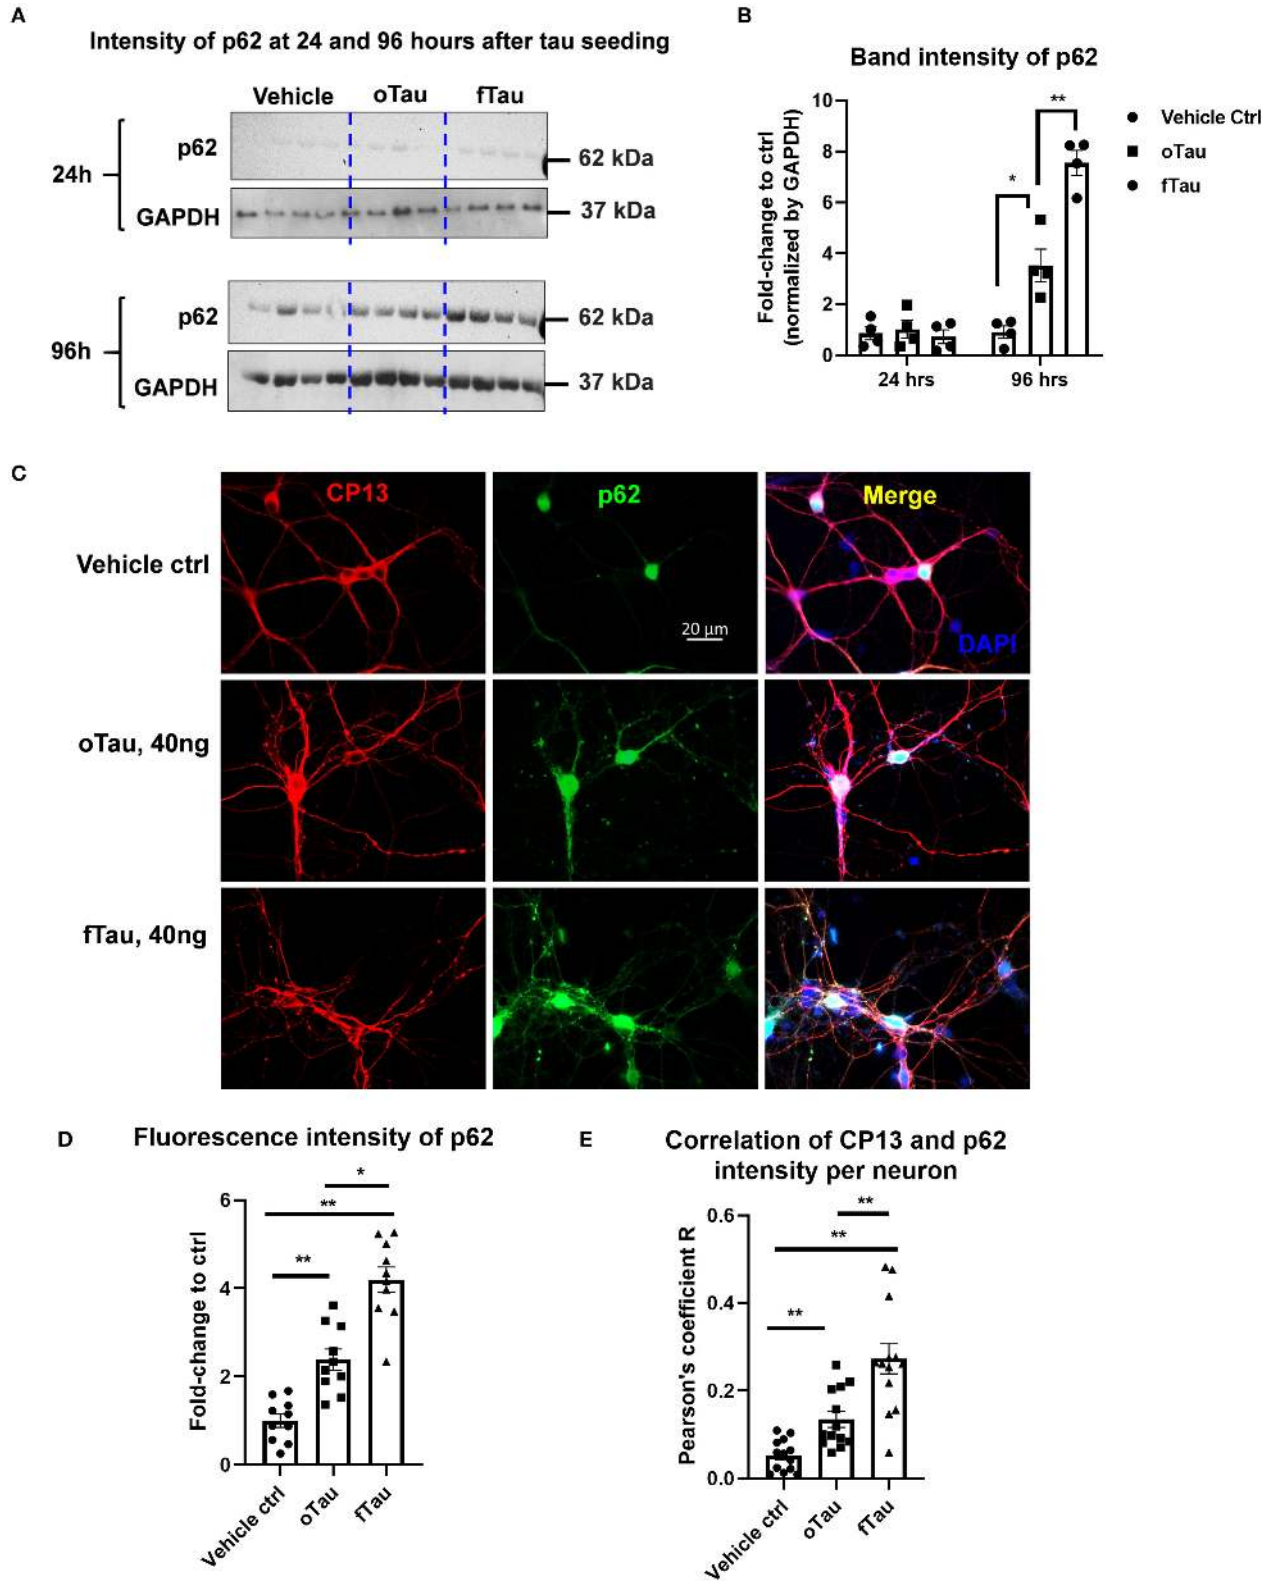 A
Intensity of p62 at 24 and 96 hours after tau seeding
Vehicle oTau fTau
24h
p62
62 kDa
GAPDH
37 kDa
96h
p62
62 kDa
GAPDH
37 kDa
B
Band intensity of p62
Fold-change to ctrl
(normalized by GAPDH)
10
8
6
4
2
0
*
**
24 hrs 96 hrs
Vehicle Ctrl
oTau
fTau
C
CP13 p62 Merge
Vehicle ctrl
20 μm
DAPI
oTau, 40ng
fTau, 40ng
D
Fluorescence intensity of p62
Fold-change to ctrl
6
4
2
0
*
**
**
Vehicle ctrl
oTau
fTau
E
Correlation of CP13 and p62
intensity per neuron
Pearson's coefficient R
0.6
0.4
0.2
0.0
**
**
**
Vehicle ctrl
oTau
fTau